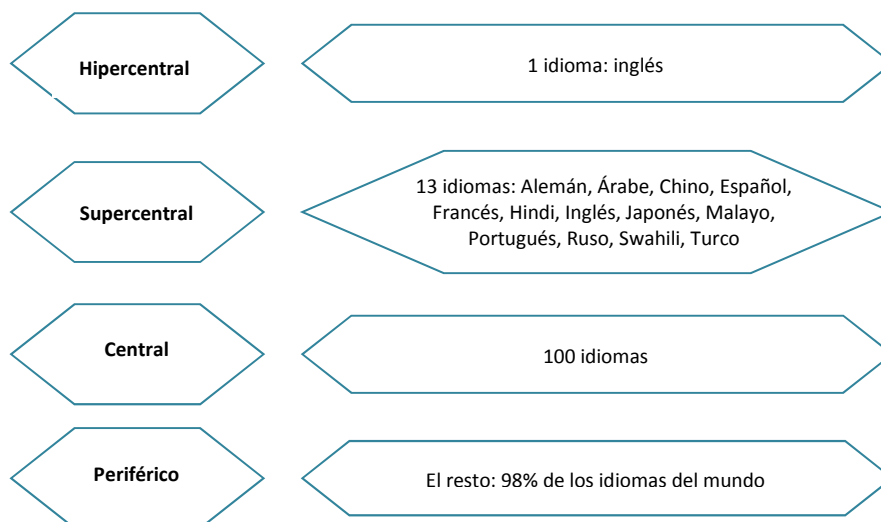 Hipercentral
1 idioma: inglés
Supercentral
13 idiomas: Alemán, Árabe, Chino, Español,
Francés, Hindi, Inglés, Japonés, Malayo,
Portugués, Ruso, Swahili, Turco
Central
100 idiomas
Periférico
El resto: 98% de los idiomas del mundo